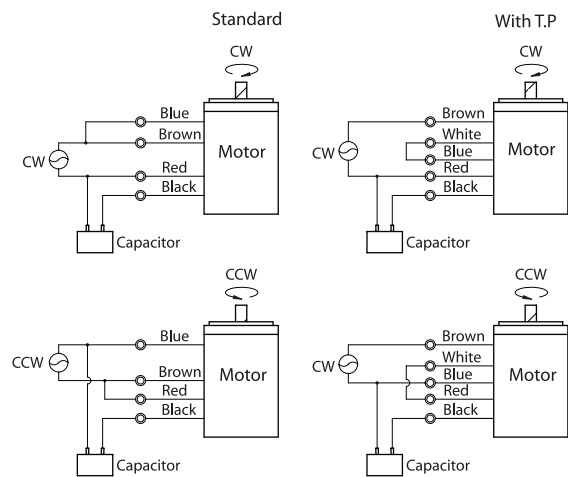 Standard
With T.P
CW
Blue
Brown
Motor
CW
Red
Black
Capacitor
CW
Brown
White
Blue
Motor
CW
Red
Black
Capacitor
CCW
Blue
CCW
Brown
Motor
Red
Black
Capacitor
CCW
Brown
White
CW
Blue
Motor
Red
Black
Capacitor